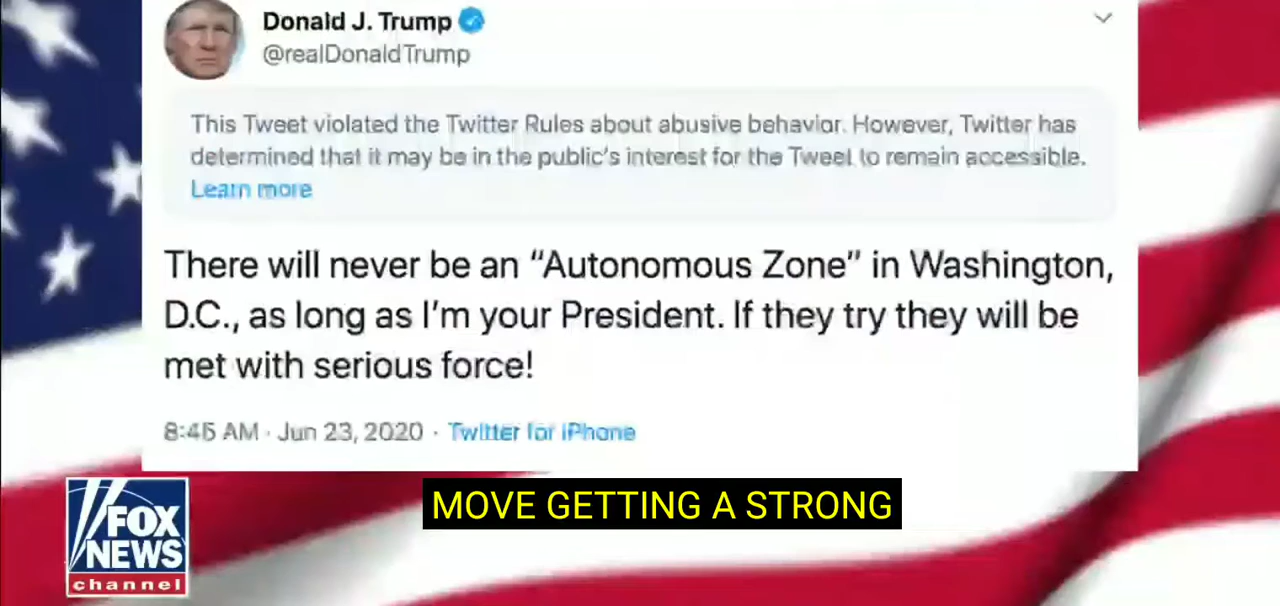 Donald J. Trump
@realDonaldTrump
This Tweet violated the Twitter Rules about abusive behavior. However, Twitter has
determined that it may be in the public's interest for the Tweet to remain accessible.
Learn more
There will never be an “Autonomous Zone” in Washington,
D.C., as long as I’m your President. If they try they will be
met with serious force!
8:45 AM · Jun 23, 2020 · Twitter for iPhone
MOVE GETTING A STRONG
FOX
NEWS
channel